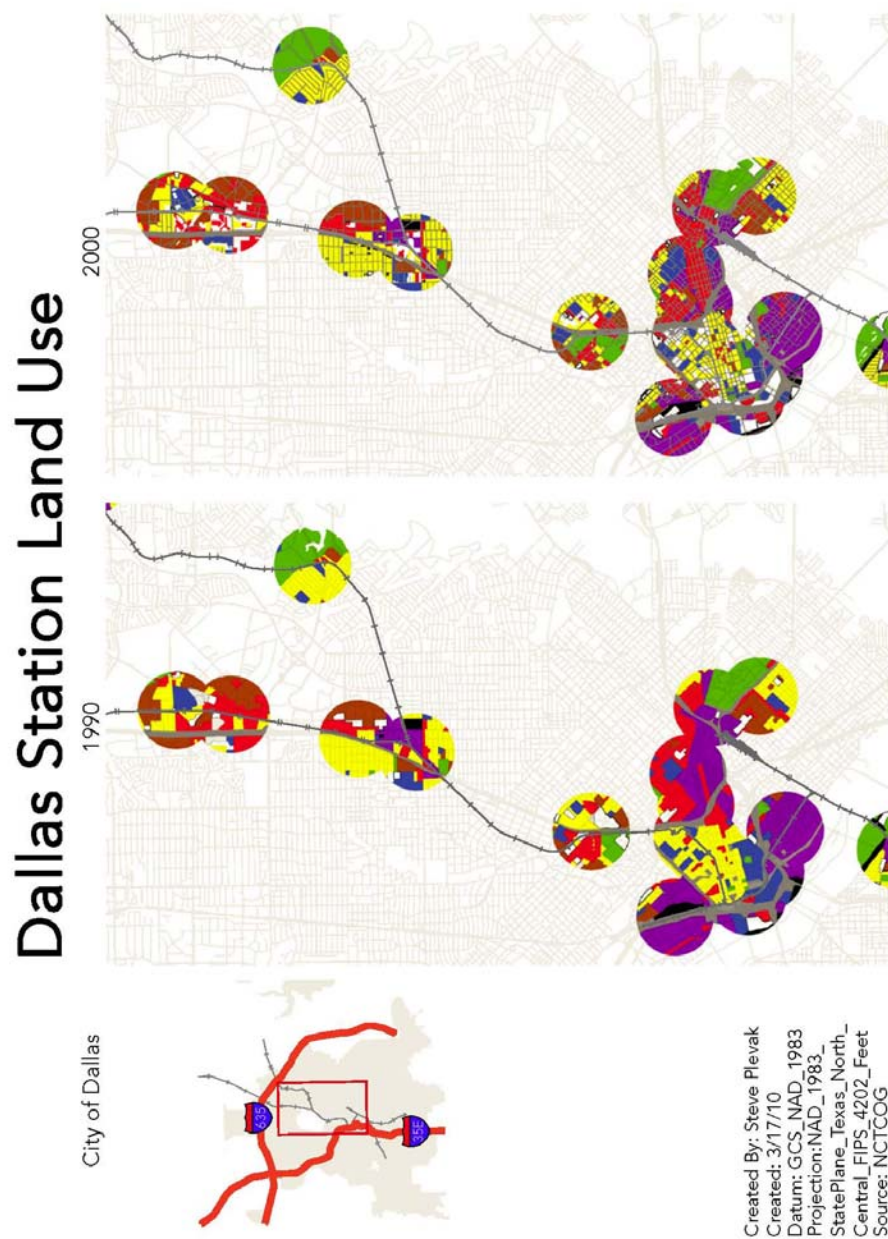 Dallas Station Land Use
City of Dallas
1990
2000
635
35E
Created By: Steve Plevak
Created: 3/17/10
Datum: GCS_NAD_1983
Projection:NAD_1983_
StatePlane_Texas_North_
Central_FIPS_4202_Feet
Source: NCTCOG